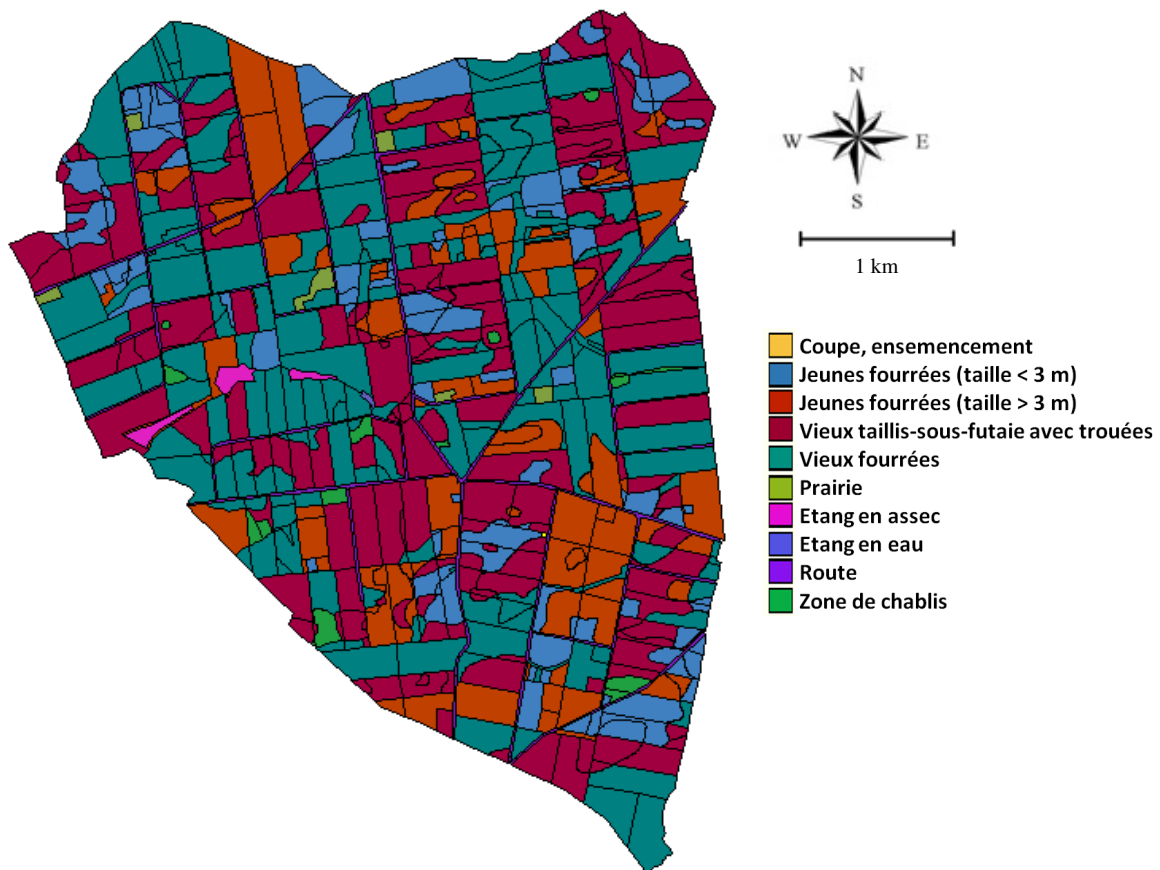 N
W E
S
1 km
Coupe, ensemencement
Jeunes fourrées (taille < 3 m)
Jeunes fourrées (taille > 3 m)
Vieux taillis-sous-futaie avec trouées
Vieux fourrées
Prairie
Etang en assec
Etang en eau
Route
Zone de chablis